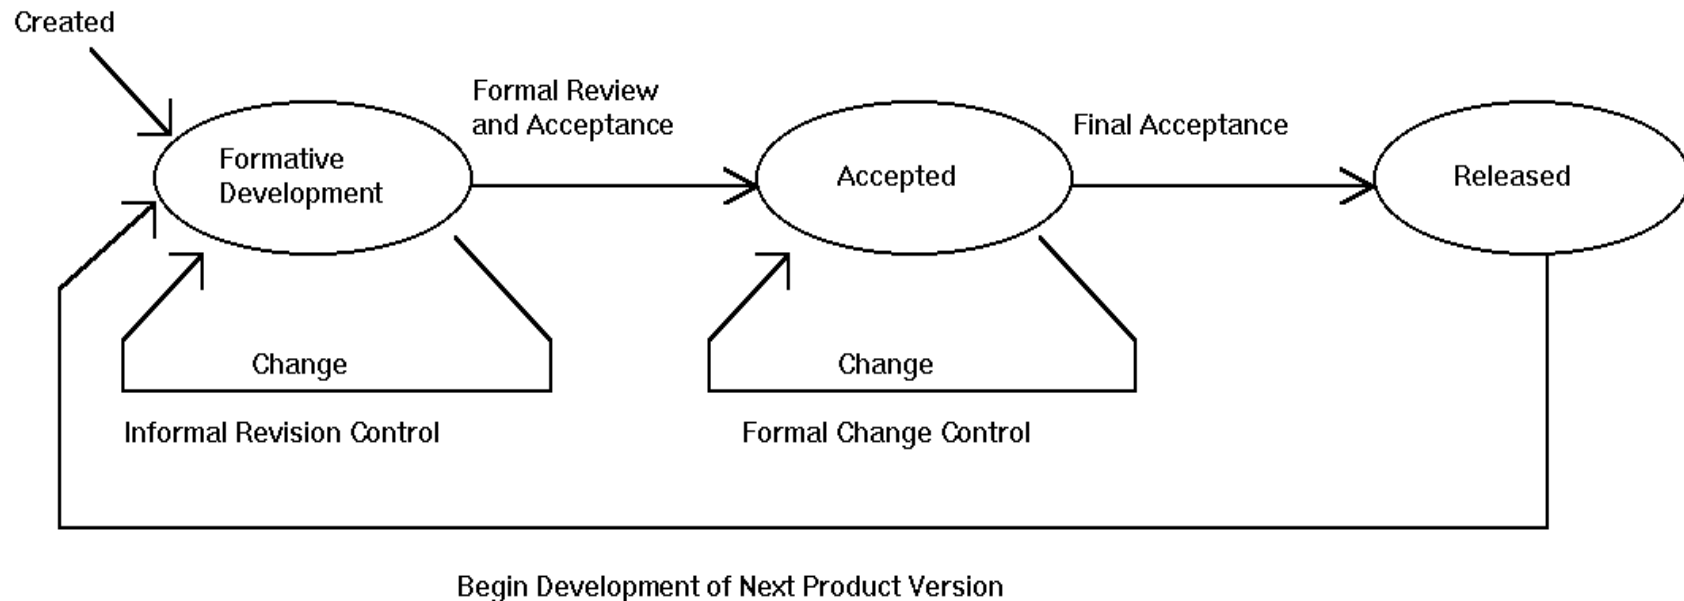 Created
Formal Review
and Acceptance
Final Acceptance
Formative
Development
Accepted
Released
Change
Change
Informal Revision Control
Formal Change Control
Begin Development of Next Product Version